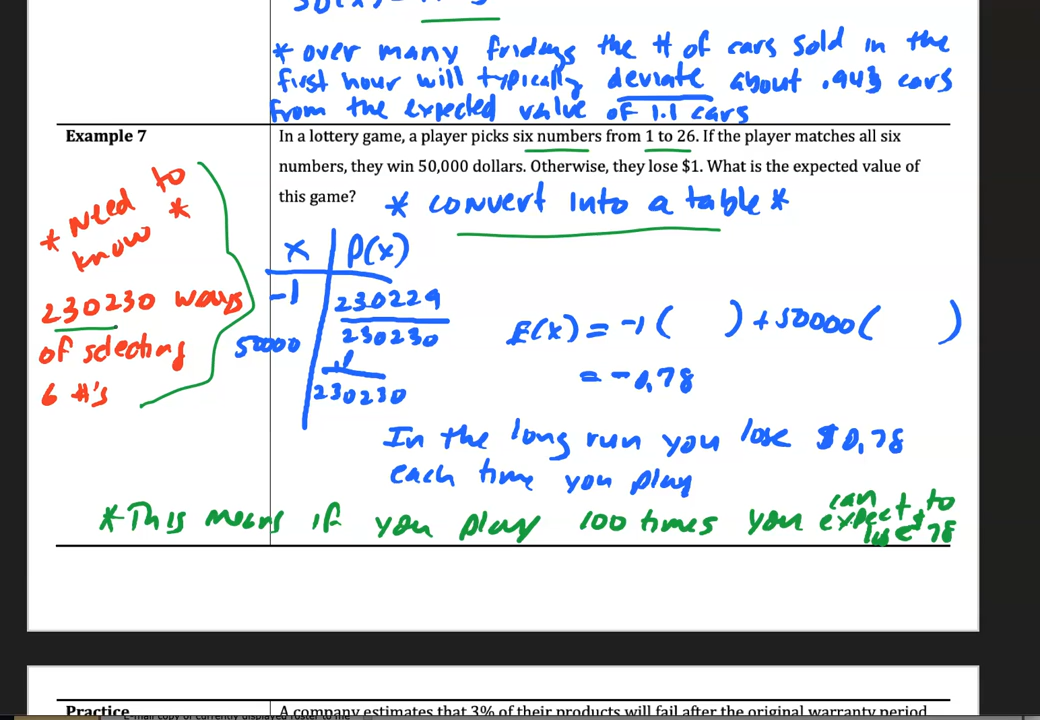 * over many fridays the # of cars sold in the
first hour will typically deviate about .943 cars
from the expected value of 1.1 cars
Example 7
In a lottery game, a player picks six numbers from 1 to 26. If the player matches all six
numbers, they win 50,000 dollars. Otherwise, they lose $1. What is the expected value of
this game?
* convert into a table *
* Need to
know *
230230 ways
of selecting
6 #'s
x P(x)
-1 230229
230230
50000 1
230230
E(x) = -1 ( ) + 50000 ( )
= -0.78
In the long run you lose $0.78
each time you play
* This means if you play 100 times you can expect to
lose $78
Practice
A company estimates that 3% of their products will fail after the original warranty period